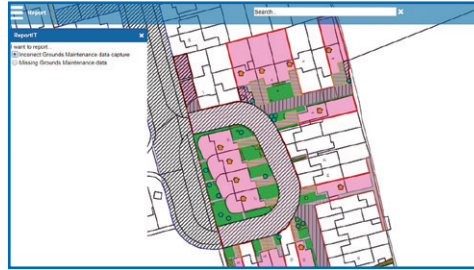 Report
Search...
ReportIT
I want to report...
Incorrect Grounds Maintenance data capture
Missing Grounds Maintenance data